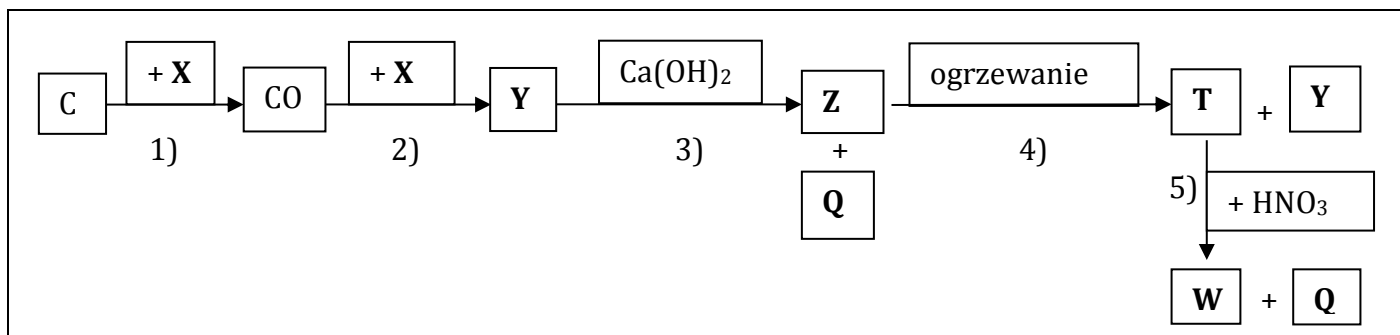 C
+ X
1)
CO
+ X
2)
Y
Ca(OH)₂
3)
Z
+
Q
ogrzewanie
4)
T + Y
5)
+ HNO₃
W + Q